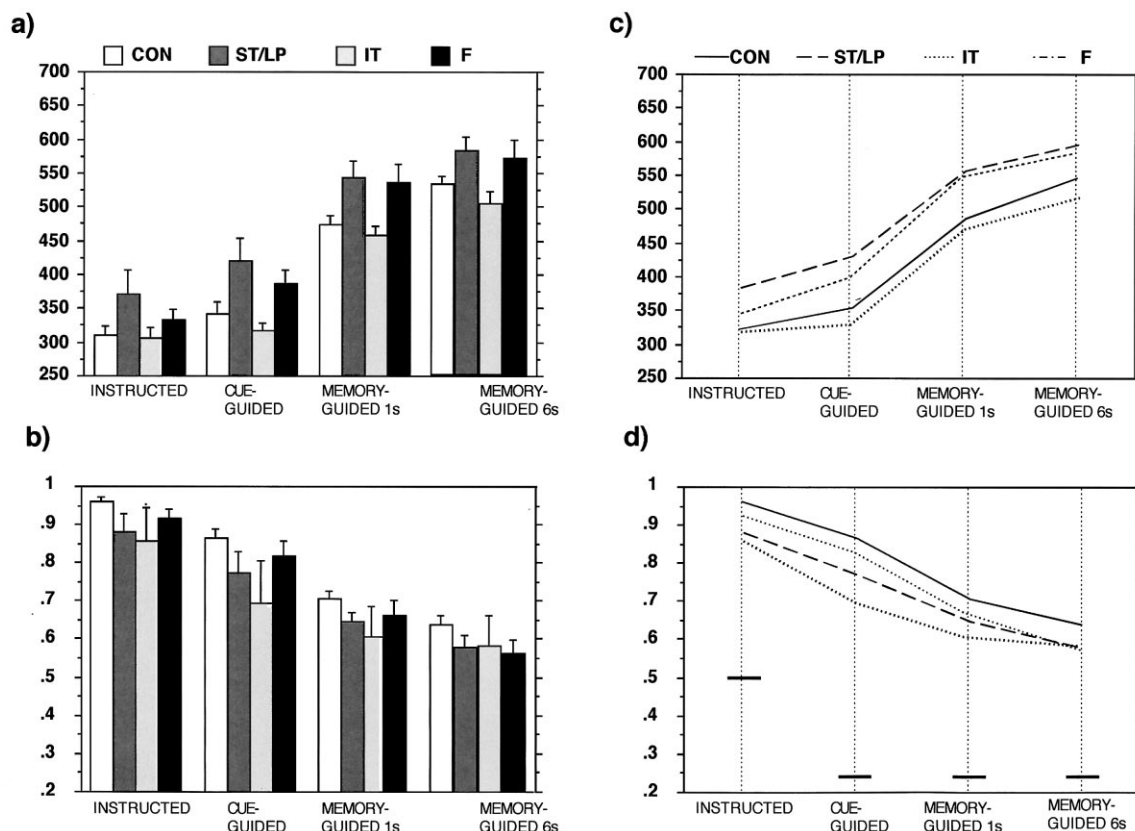 a)
CON ST/LP IT F
700
650
600
550
500
450
400
350
300
250
INSTRUCTED CUE- MEMORY- MEMORY-
GUIDED GUIDED 1s GUIDED 6s
b)
1
.9
.8
.7
.6
.5
.4
.3
.2
INSTRUCTED CUE- MEMORY- MEMORY-
GUIDED GUIDED 1s GUIDED 6s
c)
CON ST/LP IT F
700
650
600
550
500
450
400
350
300
250
INSTRUCTED CUE- MEMORY- MEMORY-
GUIDED GUIDED 1s GUIDED 6s
d)
1
.9
.8
.7
.6
.5
.4
.3
.2
INSTRUCTED CUE- MEMORY- MEMORY-
GUIDED GUIDED 1s GUIDED 6s